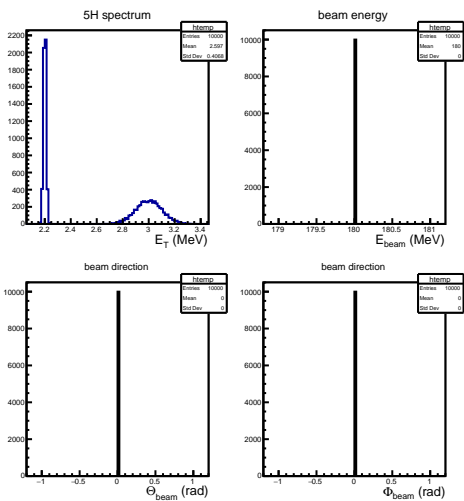 5H spectrum
htemp
Entries 10000
Mean 2.597
Std Dev 0.4068
2200
2000
1800
1600
1400
1200
1000
800
600
400
200
0
2.2 2.4 2.6 2.8 3 3.2 3.4
E_T (MeV)
beam energy
htemp
Entries 10000
Mean 180
Std Dev 0
10000
8000
6000
4000
2000
0
179 179.5 180 180.5 181
E_beam (MeV)
beam direction
htemp
Entries 10000
Mean 0
Std Dev 0
10000
8000
6000
4000
2000
0
−1 −0.5 0 0.5 1
Θ_beam (rad)
beam direction
htemp
Entries 10000
Mean 0
Std Dev 0
10000
8000
6000
4000
2000
0
−1 −0.5 0 0.5 1
Φ_beam (rad)